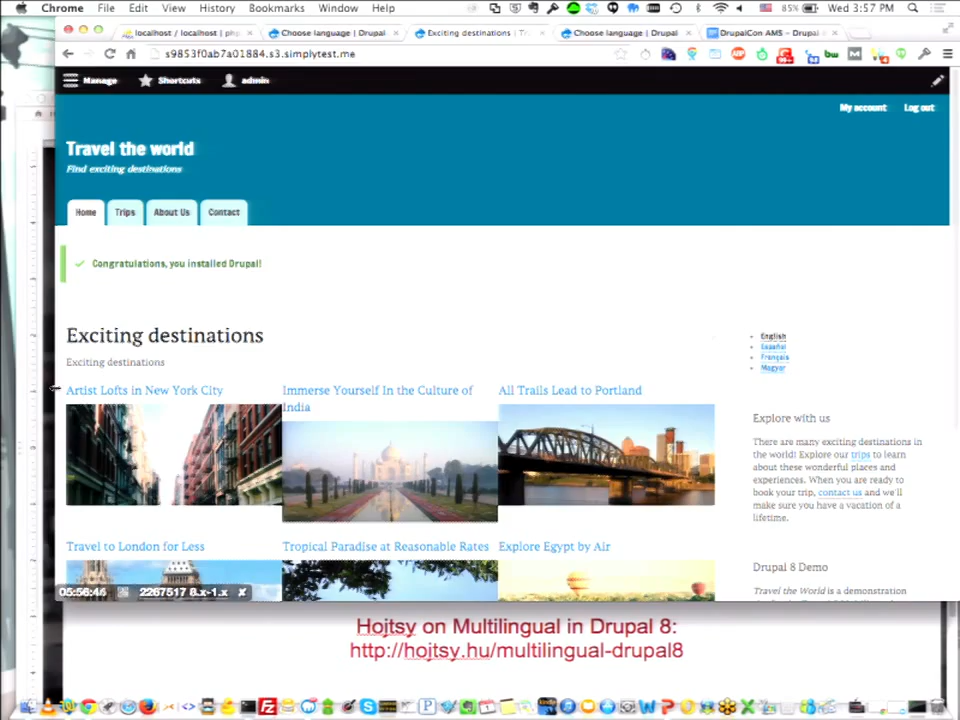 Chrome File Edit View History Bookmarks Window Help 85% Wed 3:57 PM
localhost / localhost | php Choose language | Drupal Exciting destinations | Tr Choose language | Drupal DrupalCon AMS – Drupal
s9853f0ab7a01884.s3.simplytest.me
Manage Shortcuts admin
My account Log out
Travel the world
Find exciting destinations
Home Trips About Us Contact
Congratulations, you installed Drupal!
Exciting destinations
Exciting destinations
Artist Lofts in New York City
Immerse Yourself In the Culture of
India
All Trails Lead to Portland
Travel to London for Less
Tropical Paradise at Reasonable Rates
Explore Egypt by Air
English
Español
Français
Magyar
Explore with us
There are many exciting destinations in
the world! Explore our trips to learn
about these wonderful places and
experiences. When you are ready to
book your trip, contact us and we'll
make sure you have a vacation of a
lifetime.
Drupal 8 Demo
Travel the World is a demonstration
05:56:46 2267517 8.x-1.x
Hojtsy on Multilingual in Drupal 8:
http://hojtsy.hu/multilingual-drupal8